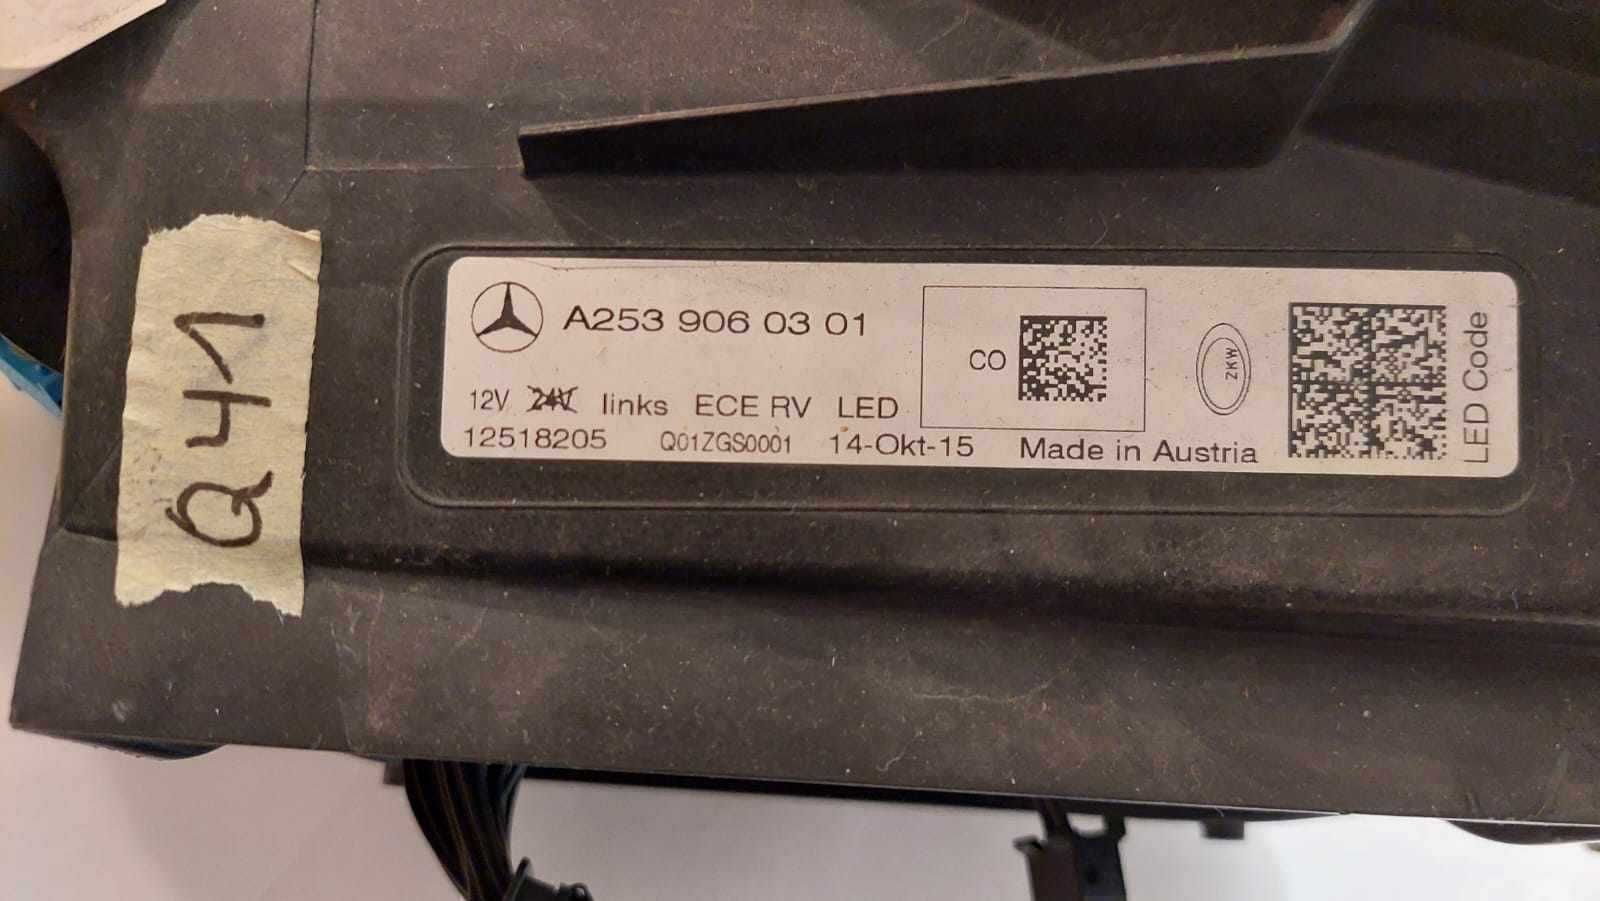 Q41
A253 906 03 01
12V 24V links ECE RV LED
12518205 Q01ZGS0001 14-Okt-15 Made in Austria
CO
ZKW
LED Code